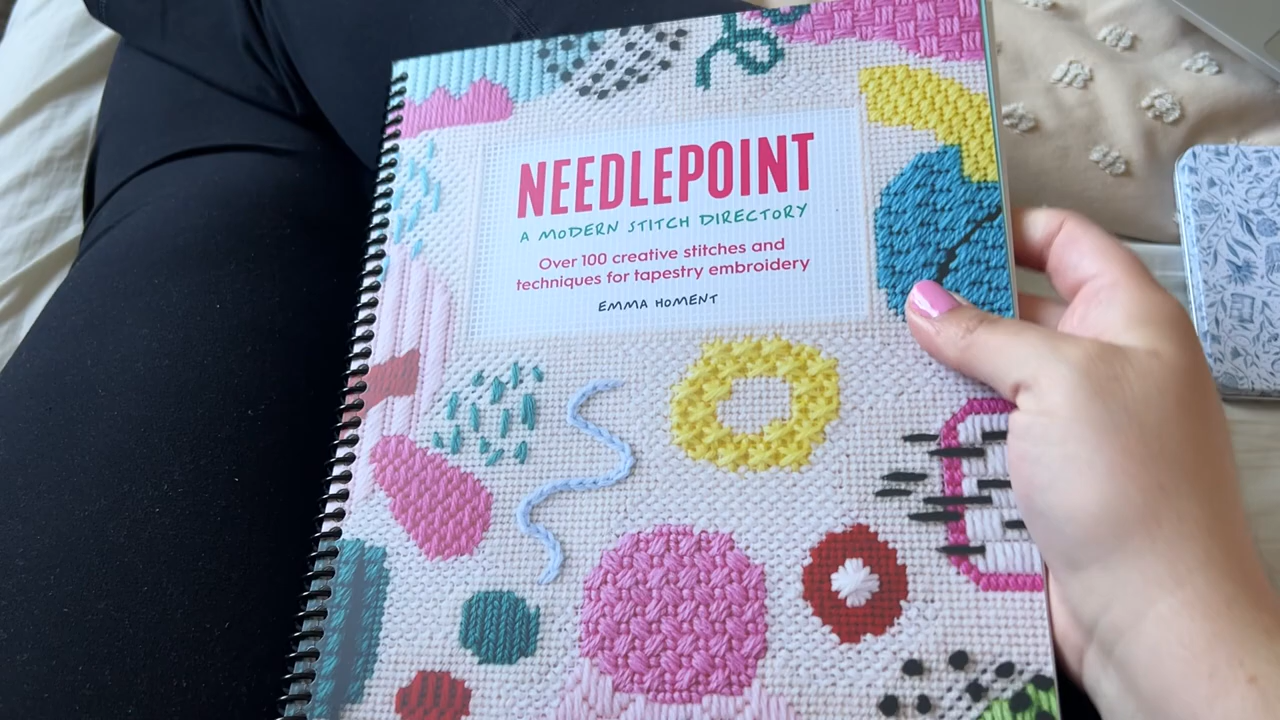 NEEDLEPOINT
A MODERN STITCH DIRECTORY
Over 100 creative stitches and
techniques for tapestry embroidery
EMMA HOMENT